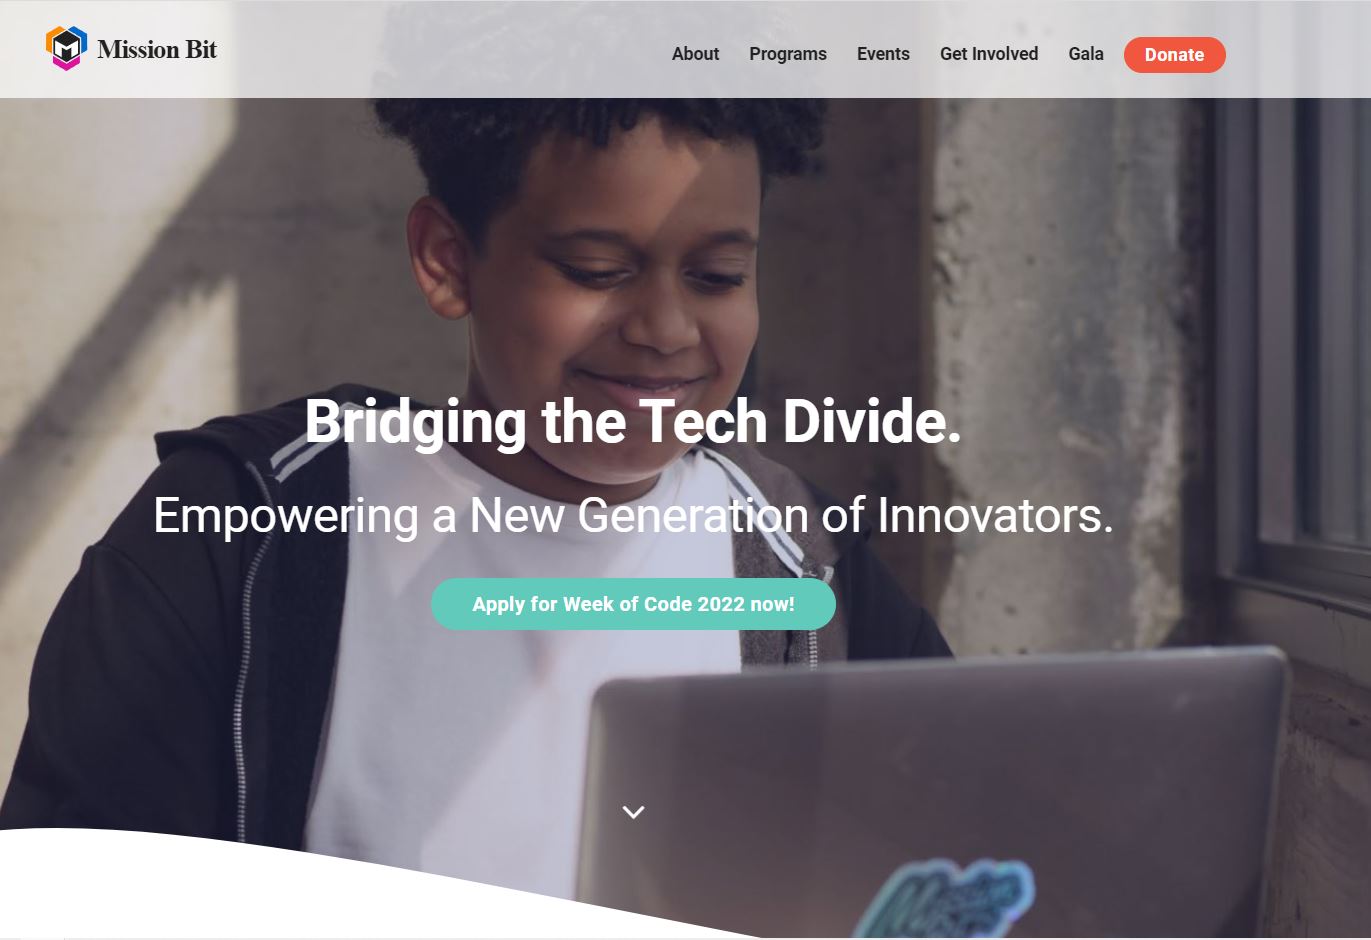 Mission Bit
About Programs Events Get Involved Gala Donate
Bridging the Tech Divide.
Empowering a New Generation of Innovators.
Apply for Week of Code 2022 now!